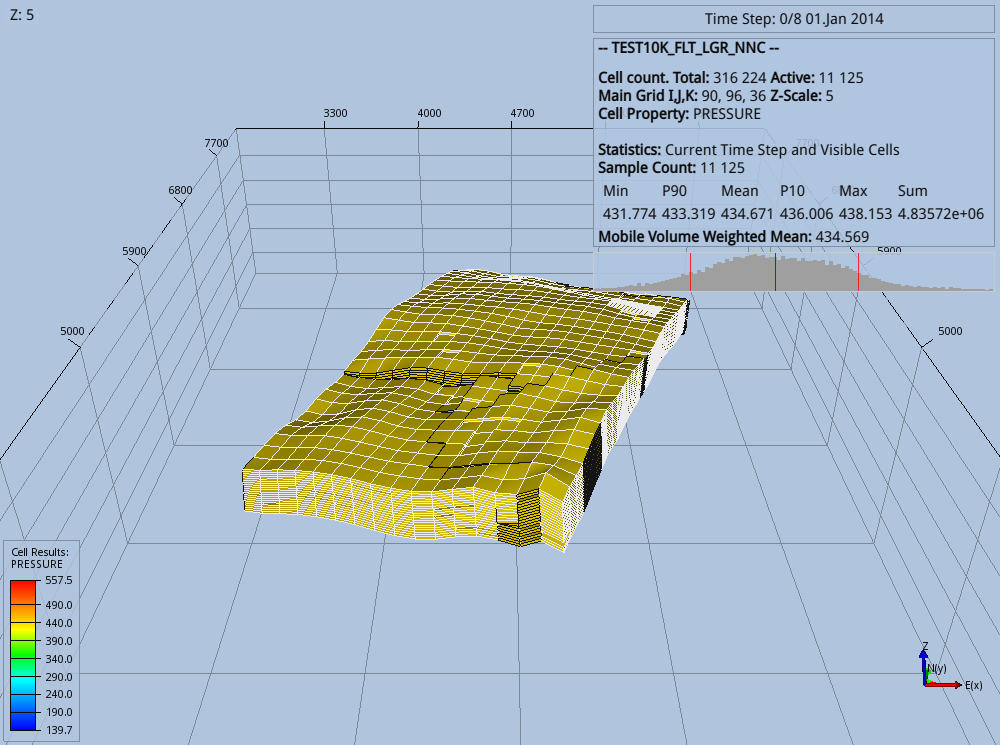 Z: 5
Time Step: 0/8 01.Jan 2014
-- TEST10K_FLT_LGR_NNC --
Cell count. Total: 316 224 Active: 11 125
Main Grid I,J,K: 90, 96, 36 Z-Scale: 5
Cell Property: PRESSURE
Statistics: Current Time Step and Visible Cells
Sample Count: 11 125
Min P90 Mean P10 Max Sum
431.774 433.319 434.671 436.006 438.153 4.83572e+06
Mobile Volume Weighted Mean: 434.569
3300 4000 4700
7700 7700
6800
5900 5900
5000 5000
Cell Results:
PRESSURE
557.5
490.0
440.0
390.0
340.0
290.0
240.0
190.0
139.7
Z
N(y)
E(x)